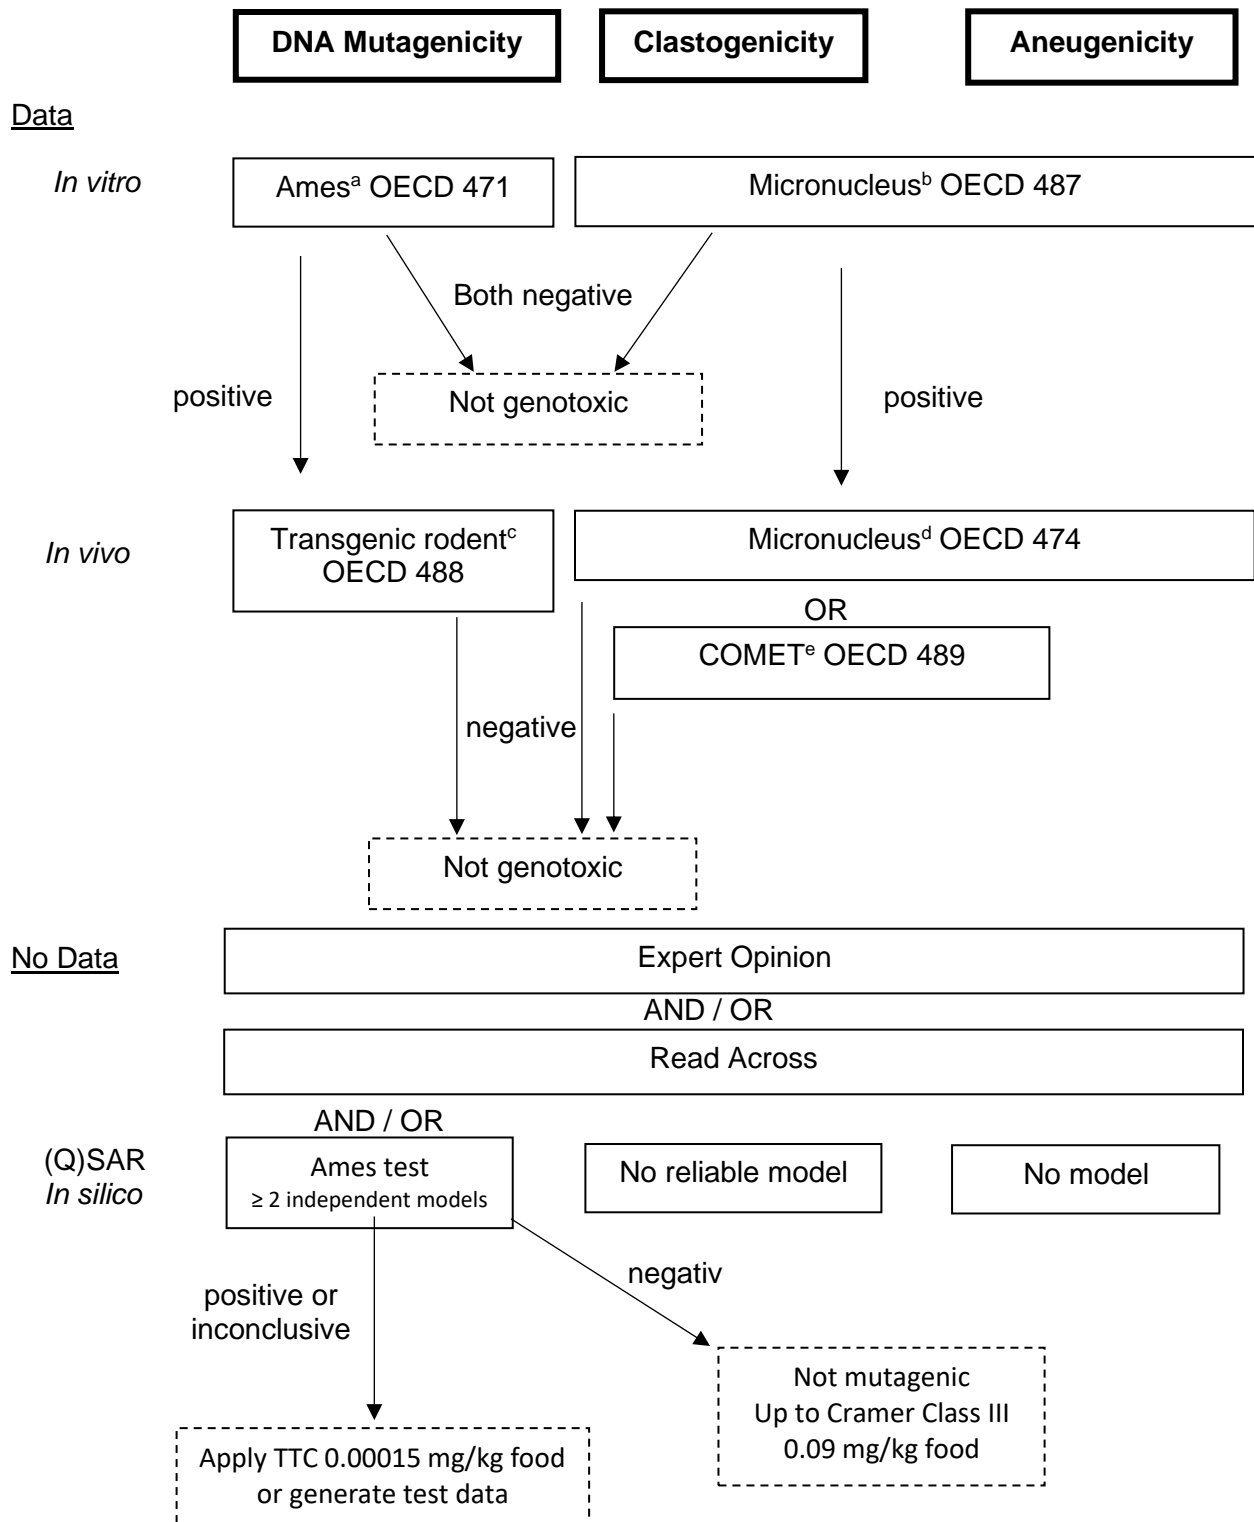 DNA Mutagenicity
Clastogenicity
Aneugenicity
Data
In vitro
Amesᵃ OECD 471
Micronucleusᵇ OECD 487
Both negative
positive
Not genotoxic
positive
In vivo
Transgenic rodentᶜ
OECD 488
Micronucleusᵈ OECD 474
OR
COMETᵉ OECD 489
negative
Not genotoxic
No Data
Expert Opinion
AND / OR
Read Across
AND / OR
(Q)SAR
In silico
Ames test
≥ 2 independent models
No reliable model
No model
positive or
inconclusive
negativ
Not mutagenic
Up to Cramer Class III
0.09 mg/kg food
Apply TTC 0.00015 mg/kg food
or generate test data